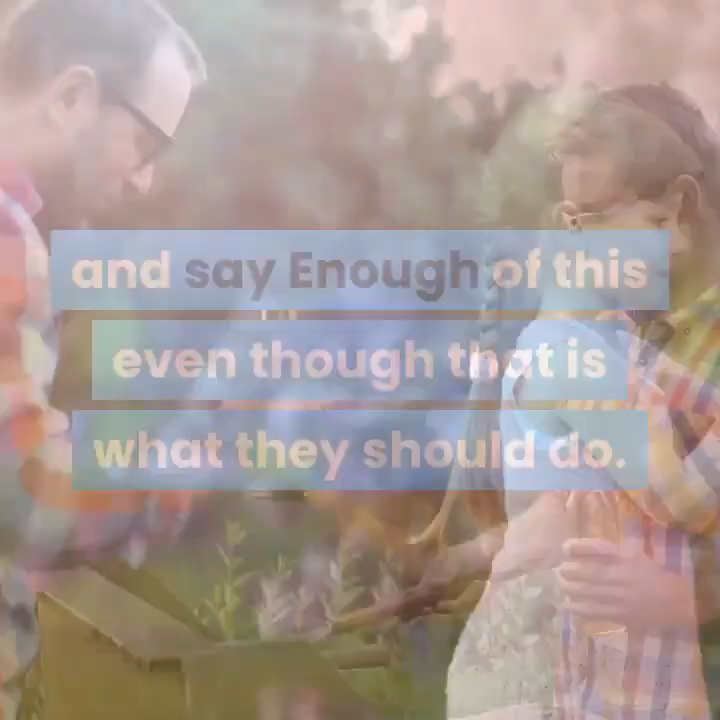 and say Enough of this
even though that is
what they should do.